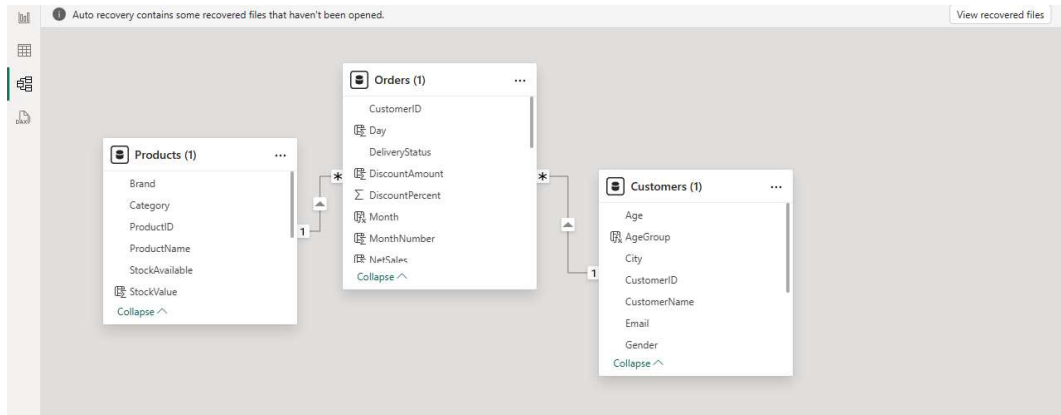 Auto recovery contains some recovered files that haven't been opened.
View recovered files
Orders (1)
CustomerID
Day
DeliveryStatus
DiscountAmount
DiscountPercent
Month
MonthNumber
NetSales
Collapse
Products (1)
Brand
Category
ProductID
ProductName
StockAvailable
StockValue
Collapse
1
*
*
1
Customers (1)
Age
AgeGroup
City
CustomerID
CustomerName
Email
Gender
Collapse